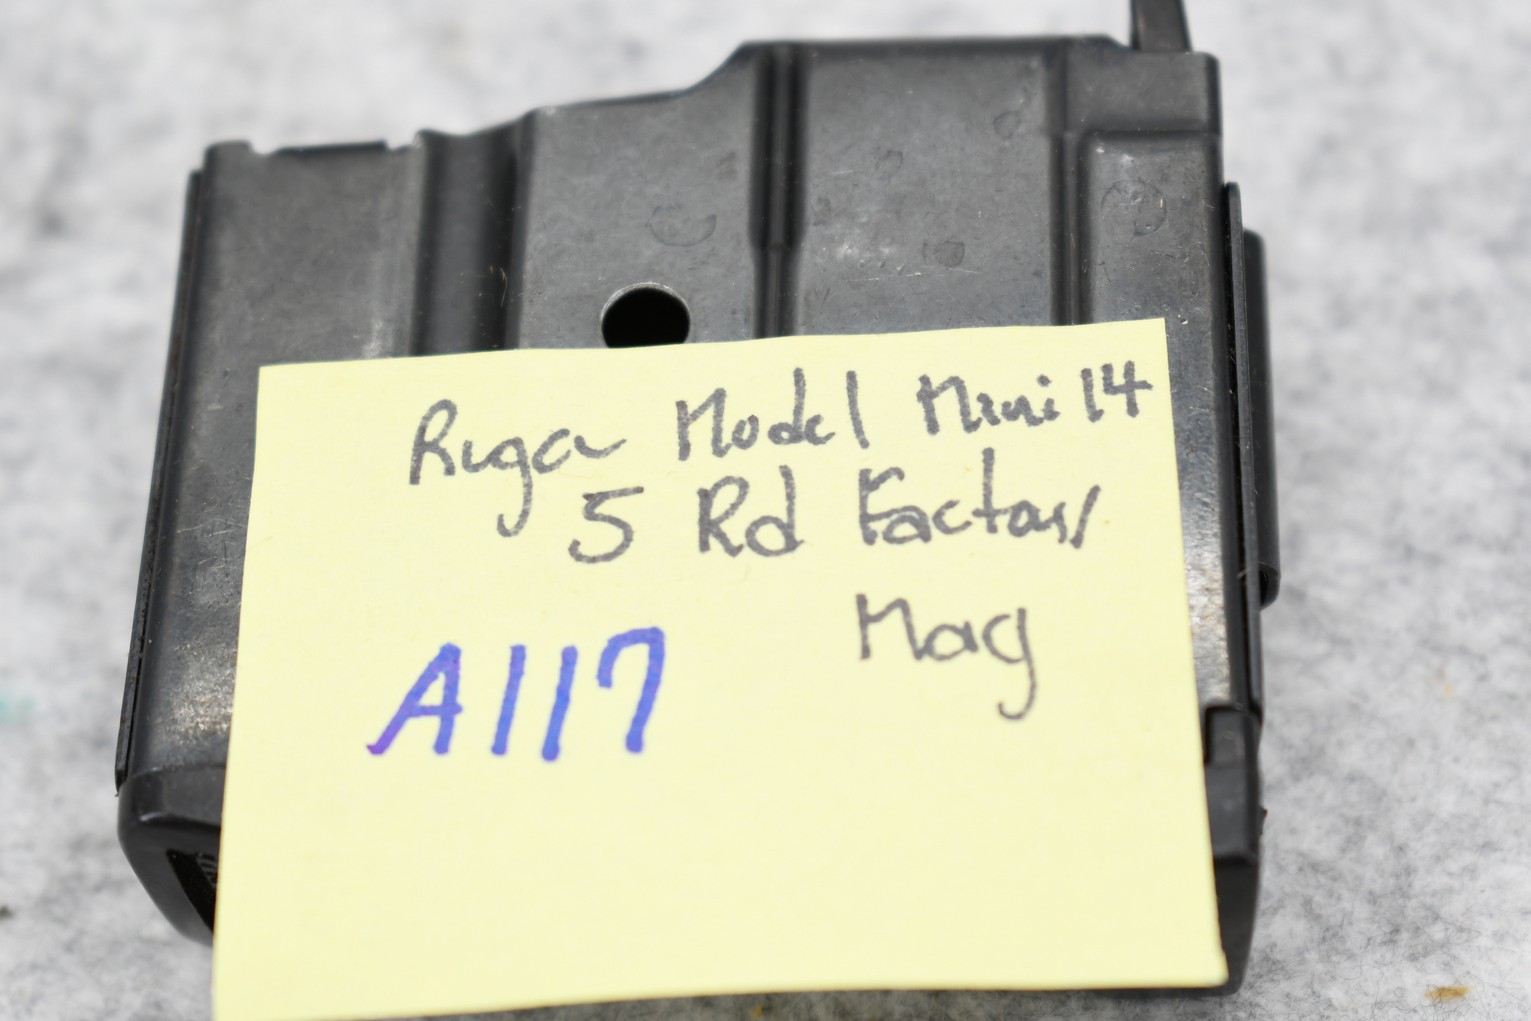 Ruger Model Mini 14
5 Rd Factory
Mag
A117